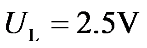 U_L = 2.5V